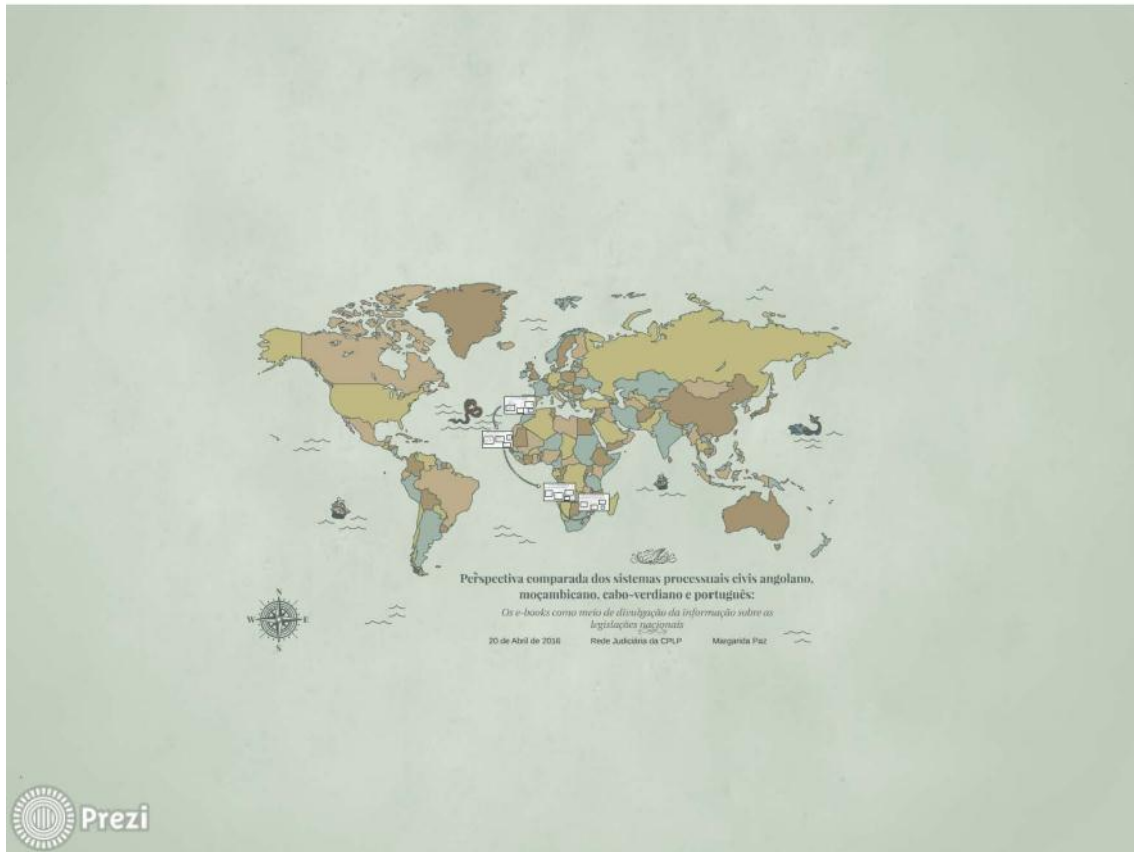 Perspectiva comparada dos sistemas processuais civis angolano,
moçambicano, cabo-verdiano e português:
Os e-books como meio de divulgação da informação sobre as
legislações nacionais
20 de Abril de 2016 Rede Judiciária da CPLP Margarida Paz
N
W E
S
Prezi